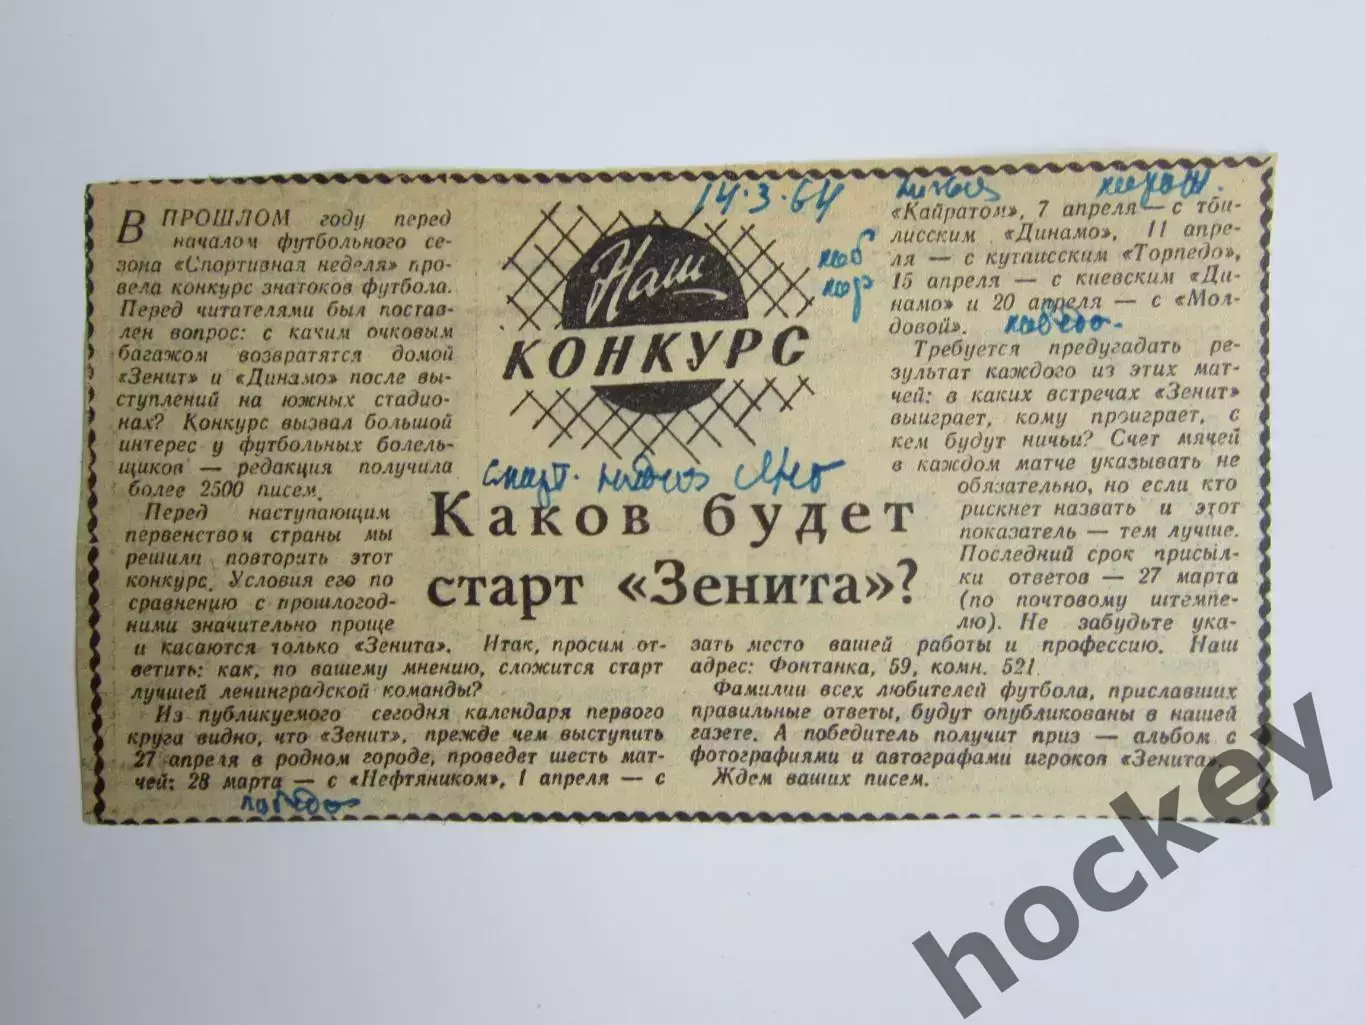 14.3.64
Наш
КОНКУРС
Каков будет
старт «Зенита»?
В ПРОШЛОМ году перед
началом футбольного се-
зона «Спортивная неделя» про-
вела конкурс знатоков футбола.
Перед читателями был постав-
лен вопрос: с каким очковым
багажом возвратятся домой
«Зенит» и «Динамо» после вы-
ступлений на южных стадио-
нах? Конкурс вызвал большой
интерес у футбольных болель-
щиков — редакция получила
более 2500 писем.
Перед наступающим
первенством страны мы
решили повторить этот
конкурс. Условия его по
сравнению с прошлогод-
ними значительно проще
и касаются только «Зенита». Итак, просим от-
ветить: как, по вашему мнению, сложится старт
лучшей ленинградской команды?
Из публикуемого сегодня календаря первого
круга видно, что «Зенит», прежде чем выступить
27 апреля в родном городе, проведет шесть мат-
чей: 28 марта — с «Нефтяником», 1 апреля — с
победа
«Кайратом», 7 апреля — с тби-
лисским «Динамо», 11 апре-
ля — с кутаисским «Торпедо»,
15 апреля — с киевским «Ди-
намо» и 20 апреля — с «Мол-
довой».
победа.
Требуется предугадать ре-
зультат каждого из этих мат-
чей: в каких встречах «Зенит»
выиграет, кому проиграет, с
кем будут ничьи? Счет мячей
в каждом матче указывать не
обязательно, но если кто
рискнет назвать и этот
показатель — тем лучше.
Последний срок присыл-
ки ответов — 27 марта
(по почтовому штемпе-
лю). Не забудьте ука-
зать место вашей работы и профессию. Наш
адрес: Фонтанка, 59, комн. 521.
Фамилии всех любителей футбола, приславших
правильные ответы, будут опубликованы в нашей
газете. А победитель получит приз — альбом с
фотографиями и автографами игроков «Зенита».
Ждем ваших писем.
hockey